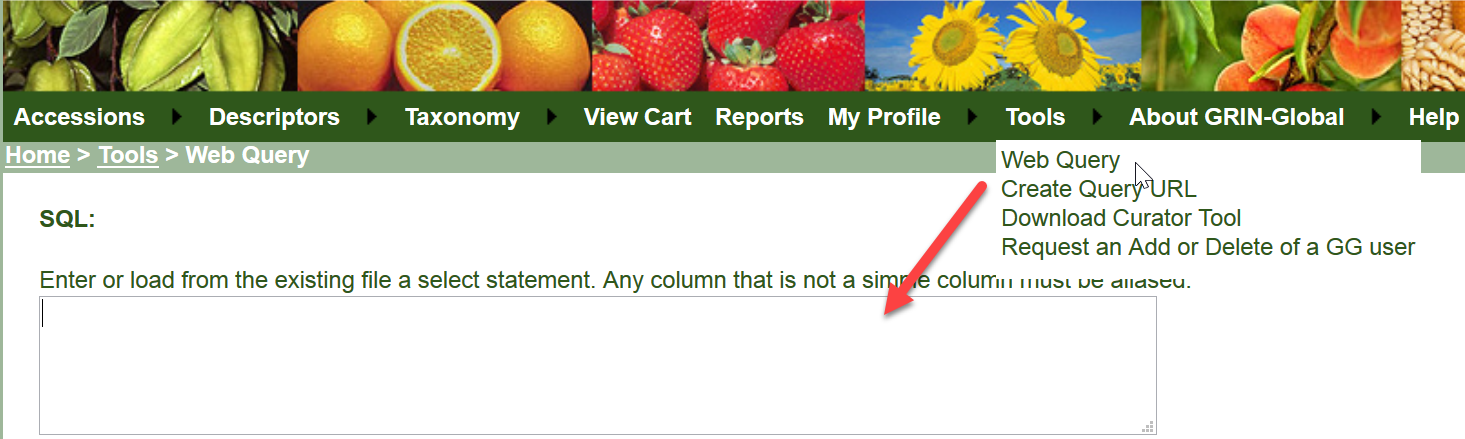 Accessions Descriptors Taxonomy View Cart Reports My Profile Tools About GRIN-Global Help
Home > Tools > Web Query
Web Query
Create Query URL
Download Curator Tool
Request an Add or Delete of a GG user
SQL:
Enter or load from the existing file a select statement. Any column that is not a simple column must be aliased.